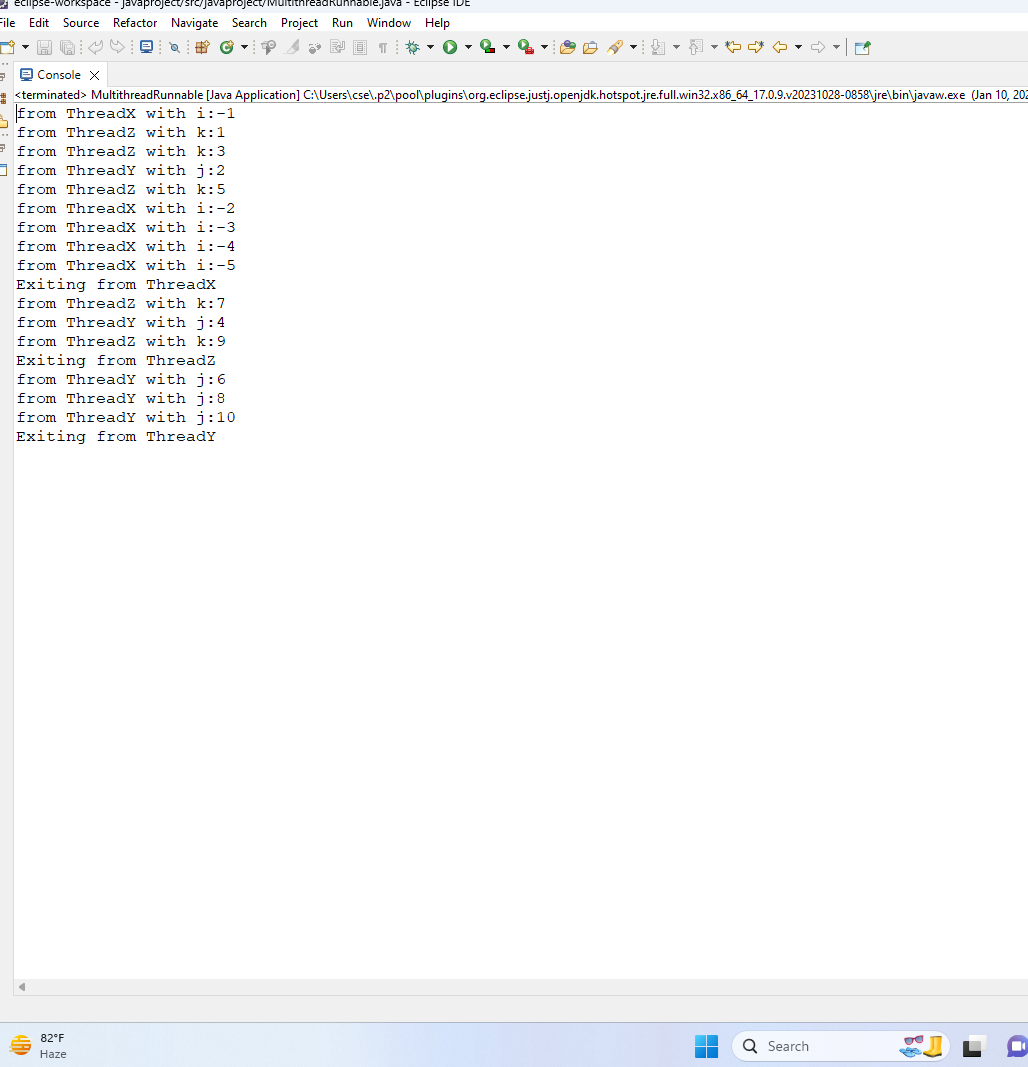 eclipse-workspace - javaproject/src/javaproject/MultithreadRunnable.java - Eclipse IDE
File Edit Source Refactor Navigate Search Project Run Window Help
Console
<terminated> MultithreadRunnable [Java Application] C:\Users\cse\.p2\pool\plugins\org.eclipse.justj.openjdk.hotspot.jre.full.win32.x86_64_17.0.9.v20231028-0858\jre\bin\javaw.exe (Jan 10, 202
from ThreadX with i:-1
from ThreadZ with k:1
from ThreadZ with k:3
from ThreadY with j:2
from ThreadZ with k:5
from ThreadX with i:-2
from ThreadX with i:-3
from ThreadX with i:-4
from ThreadX with i:-5
Exiting from ThreadX
from ThreadZ with k:7
from ThreadY with j:4
from ThreadZ with k:9
Exiting from ThreadZ
from ThreadY with j:6
from ThreadY with j:8
from ThreadY with j:10
Exiting from ThreadY
82°F
Haze
Search